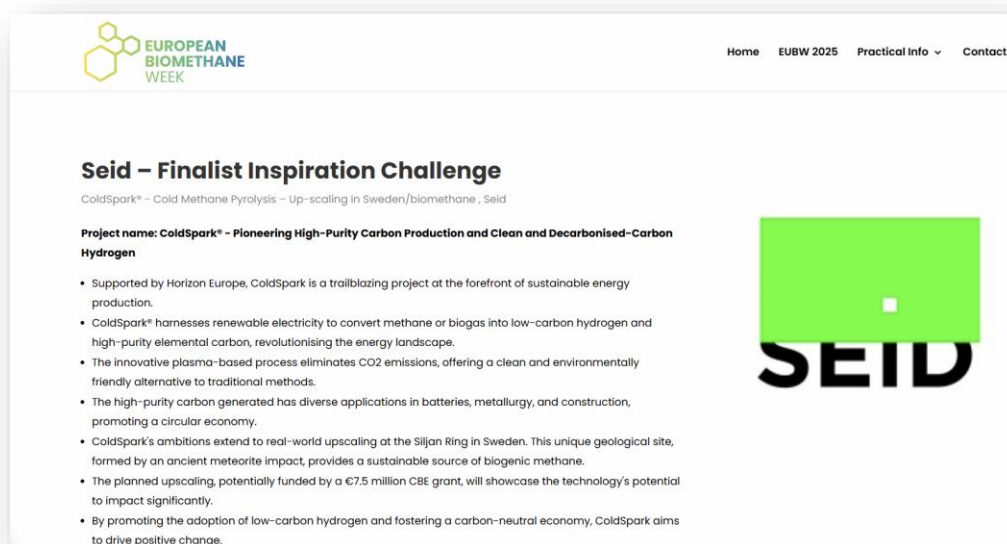 EUROPEAN
BIOMETHANE
WEEK
Home EUBW 2025 Practical Info Contact
Seid – Finalist Inspiration Challenge
ColdSpark® - Cold Methane Pyrolysis – Up-scaling in Sweden/biomethane , Seid
Project name: ColdSpark® - Pioneering High-Purity Carbon Production and Clean and Decarbonised-Carbon
Hydrogen
• Supported by Horizon Europe, ColdSpark is a trailblazing project at the forefront of sustainable energy
production.
• ColdSpark® harnesses renewable electricity to convert methane or biogas into low-carbon hydrogen and
high-purity elemental carbon, revolutionising the energy landscape.
• The innovative plasma-based process eliminates CO2 emissions, offering a clean and environmentally
friendly alternative to traditional methods.
• The high-purity carbon generated has diverse applications in batteries, metallurgy, and construction,
promoting a circular economy.
• ColdSpark's ambitions extend to real-world upscaling at the Siljan Ring in Sweden. This unique geological site,
formed by an ancient meteorite impact, provides a sustainable source of biogenic methane.
• The planned upscaling, potentially funded by a €7.5 million CBE grant, will showcase the technology's potential
to impact significantly.
• By promoting the adoption of low-carbon hydrogen and fostering a carbon-neutral economy, ColdSpark aims
to drive positive change.
SEID